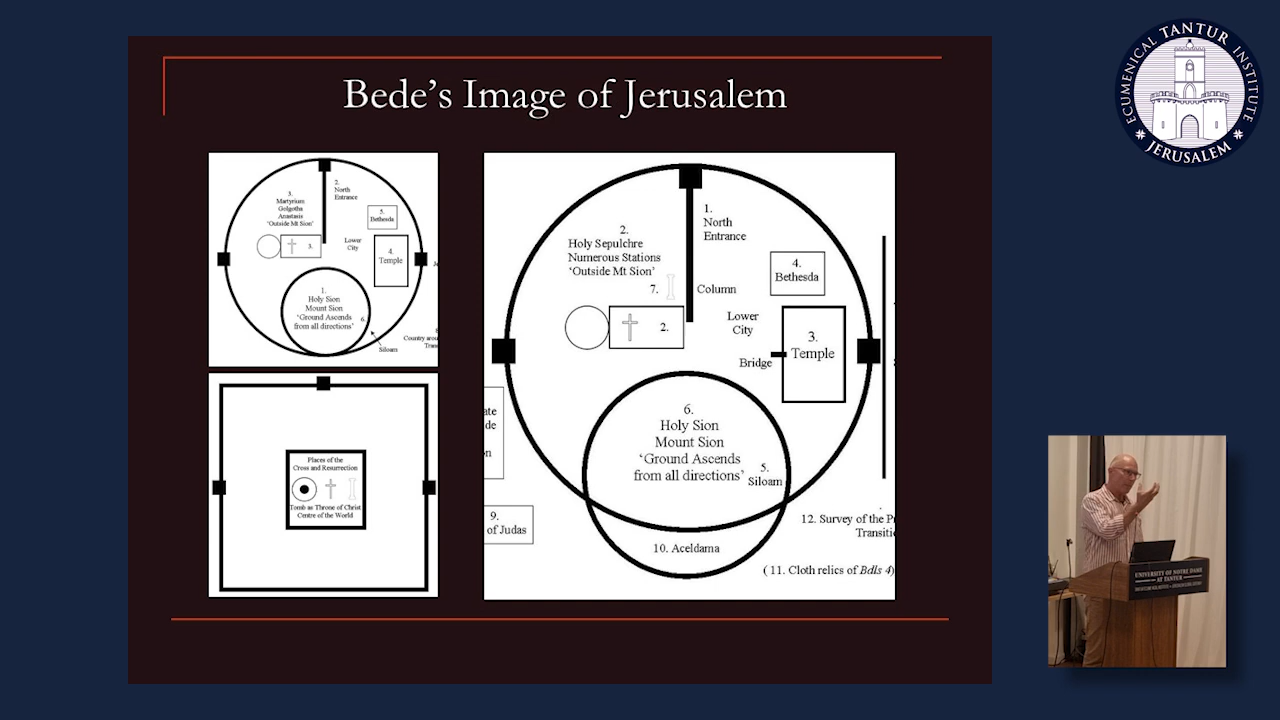 Bede's Image of Jerusalem
ECUMENICAL TANTUR INSTITUTE
JERUSALEM
3.
Martyrium
Golgotha
Anastasis
'Outside Mt Sion'
2.
North
Entrance
5.
Bethesda
3.
Lower
City
4.
Temple
1.
Holy Sion
Mount Sion
'Ground Ascends
from all directions'
6.
Siloam
Country
Places of the
Cross and Resurrection
Tomb as Throne of Christ
Centre of the World
1.
North
Entrance
2.
Holy Sepulchre
Numerous Stations
'Outside Mt Sion'
7.
Column
4.
Bethesda
2.
Lower
City
Bridge
3.
Temple
6.
Holy Sion
Mount Sion
'Ground Ascends
from all directions'
5.
Siloam
9.
of Judas
10. Aceldama
12. Survey of the
(11. Cloth relics of Bdls 4)
UNIVERSITY OF NOTRE DAME
AT TANTUR